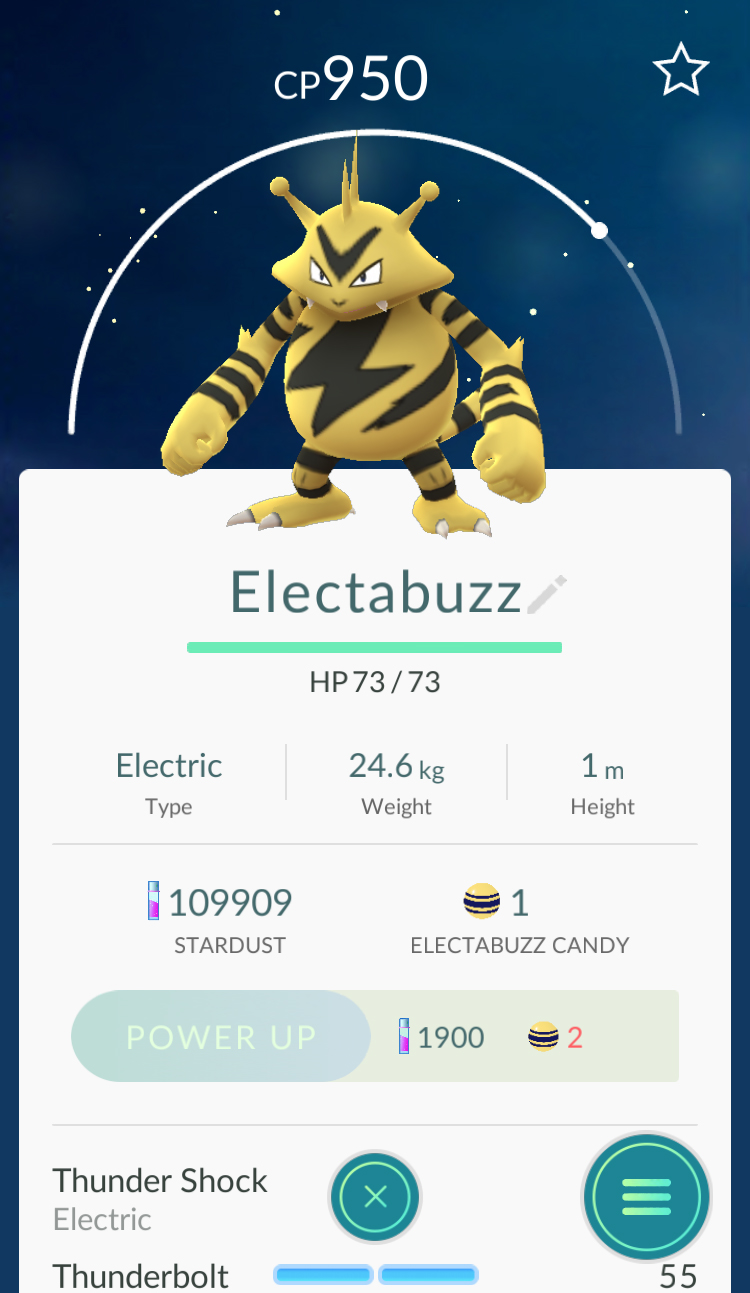 CP950
Electabuzz
HP 73 / 73
Electric 24.6 kg 1 m
Type Weight Height
109909 1
STARDUST ELECTABUZZ CANDY
POWER UP 1900 2
Thunder Shock
Electric
Thunderbolt 55